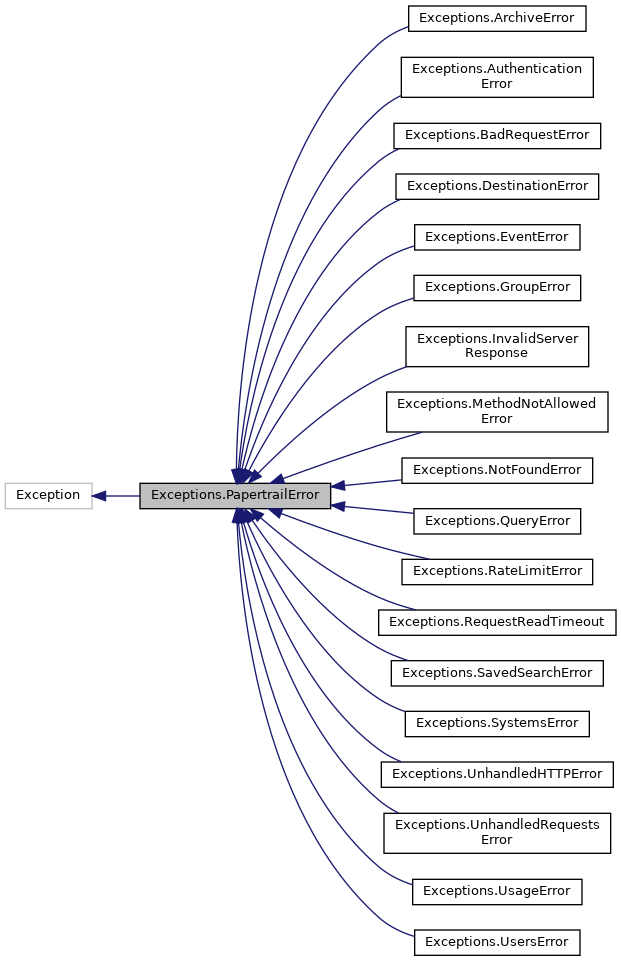 Exceptions.ArchiveError
Exceptions.Authentication
Error
Exceptions.BadRequestError
Exceptions.DestinationError
Exceptions.EventError
Exceptions.GroupError
Exceptions.InvalidServer
Response
Exceptions.MethodNotAllowed
Error
Exceptions.NotFoundError
Exception
Exceptions.PapertrailError
Exceptions.QueryError
Exceptions.RateLimitError
Exceptions.RequestReadTimeout
Exceptions.SavedSearchError
Exceptions.SystemsError
Exceptions.UnhandledHTTPError
Exceptions.UnhandledRequests
Error
Exceptions.UsageError
Exceptions.UsersError